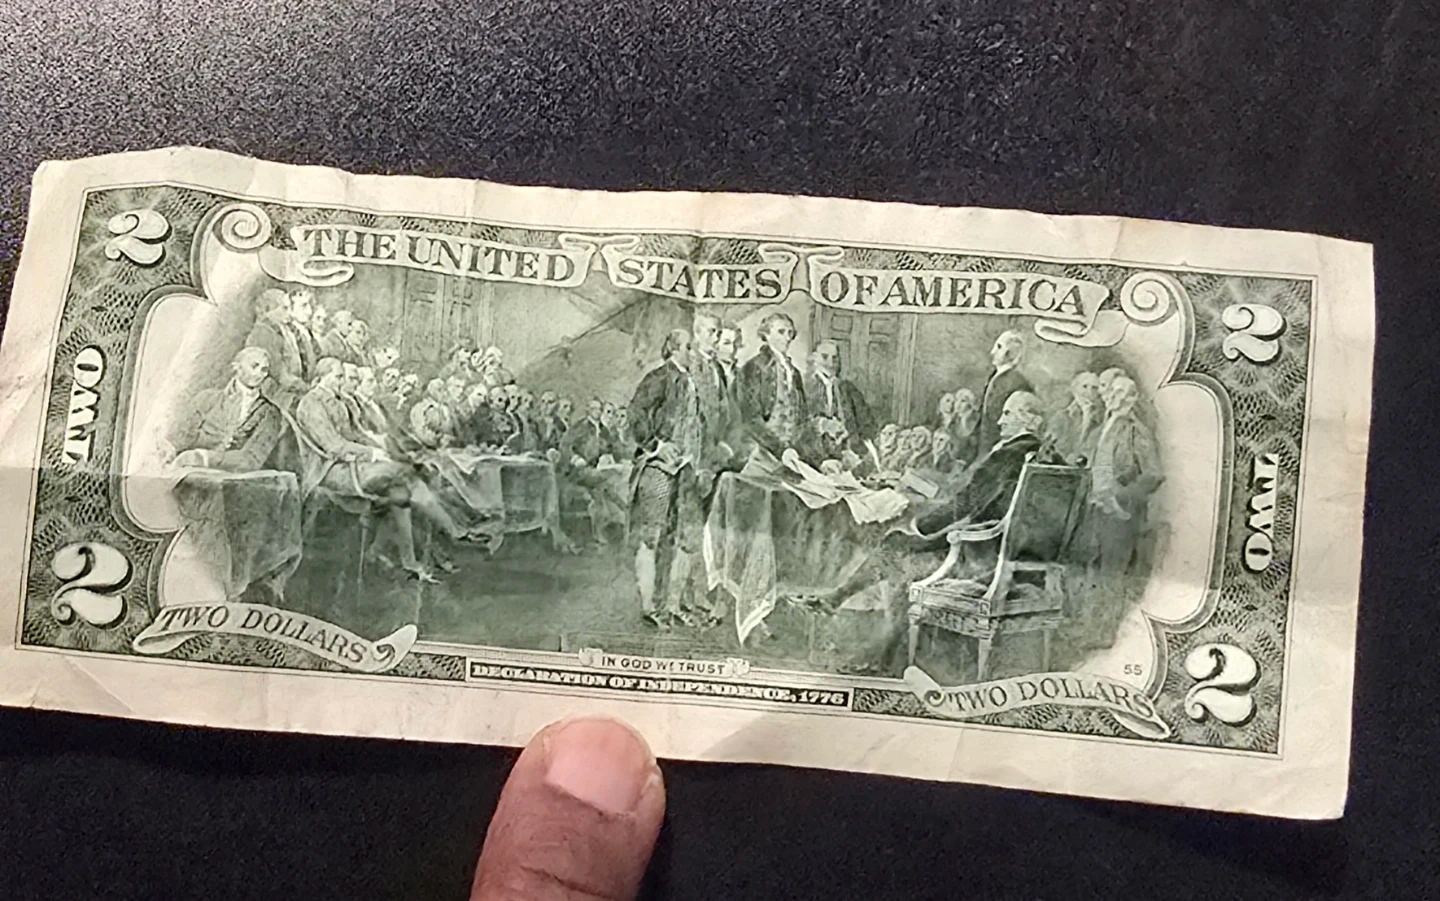 2
THE UNITED STATES OF AMERICA
2
TWO
TWO
2
TWO DOLLARS
IN GOD WE TRUST
DECLARATION OF INDEPENDENCE, 1776
55
TWO DOLLARS
2